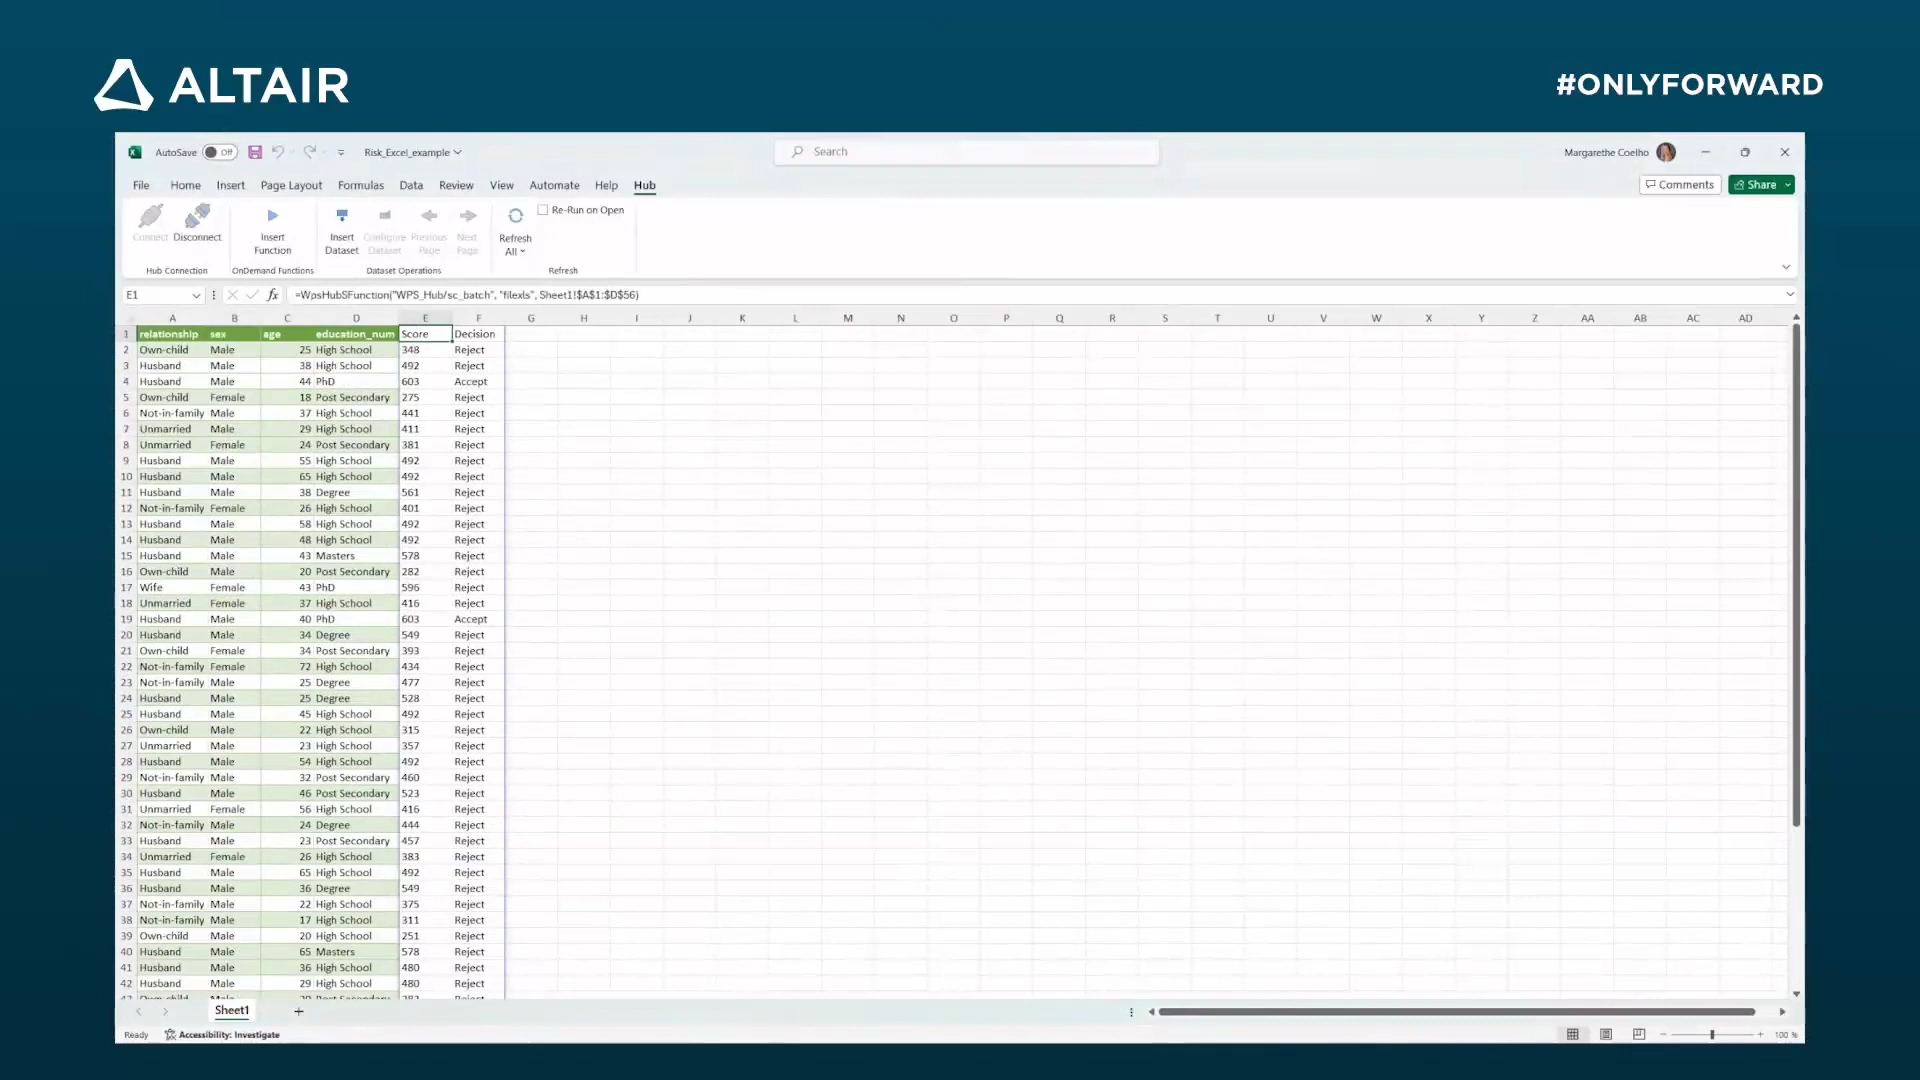 ALTAIR
#ONLYFORWARD
AutoSave Off Risk_Excel_example Search Margarethe Coelho
File Home Insert Page Layout Formulas Data Review View Automate Help Hub Comments Share
Connect Disconnect Insert Function Insert Dataset Configure Dataset Previous Page Next Page Refresh All Re-Run on Open
Hub Connection OnDemand Functions Dataset Operations Refresh
E1 fx =WpsHubSFunction("WPS_Hub/sc_batch", "filexls", Sheet1!$A$1:$D$56)
A B C D E F G H I J K L M N O P Q R S T U V W X Y Z AA AB AC AD
1 relationship sex age education_num Score Decision
2 Own-child Male 25 High School 348 Reject
3 Husband Male 38 High School 492 Reject
4 Husband Male 44 PhD 603 Accept
5 Own-child Female 18 Post Secondary 275 Reject
6 Not-in-family Male 37 High School 441 Reject
7 Unmarried Male 29 High School 411 Reject
8 Unmarried Female 24 Post Secondary 381 Reject
9 Husband Male 55 High School 492 Reject
10 Husband Male 65 High School 492 Reject
11 Husband Male 38 Degree 561 Reject
12 Not-in-family Female 26 High School 401 Reject
13 Husband Male 58 High School 492 Reject
14 Husband Male 48 High School 492 Reject
15 Husband Male 43 Masters 578 Reject
16 Own-child Male 20 Post Secondary 282 Reject
17 Wife Female 43 PhD 596 Reject
18 Unmarried Female 37 High School 416 Reject
19 Husband Male 40 PhD 603 Accept
20 Husband Male 34 Degree 549 Reject
21 Own-child Female 34 Post Secondary 393 Reject
22 Not-in-family Female 72 High School 434 Reject
23 Not-in-family Male 25 Degree 477 Reject
24 Husband Male 25 Degree 528 Reject
25 Husband Male 45 High School 492 Reject
26 Own-child Male 22 High School 315 Reject
27 Unmarried Male 23 High School 357 Reject
28 Husband Male 54 High School 492 Reject
29 Not-in-family Male 32 Post Secondary 460 Reject
30 Husband Male 46 Post Secondary 523 Reject
31 Unmarried Female 56 High School 416 Reject
32 Not-in-family Male 24 Degree 444 Reject
33 Husband Male 23 Post Secondary 457 Reject
34 Unmarried Female 26 High School 383 Reject
35 Husband Male 65 High School 492 Reject
36 Husband Male 36 Degree 549 Reject
37 Not-in-family Male 22 High School 375 Reject
38 Not-in-family Male 17 High School 311 Reject
39 Own-child Male 20 High School 251 Reject
40 Husband Male 65 Masters 578 Reject
41 Husband Male 36 High School 480 Reject
42 Husband Male 29 High School 480 Reject
Sheet1
Ready Accessibility: Investigate 100 %